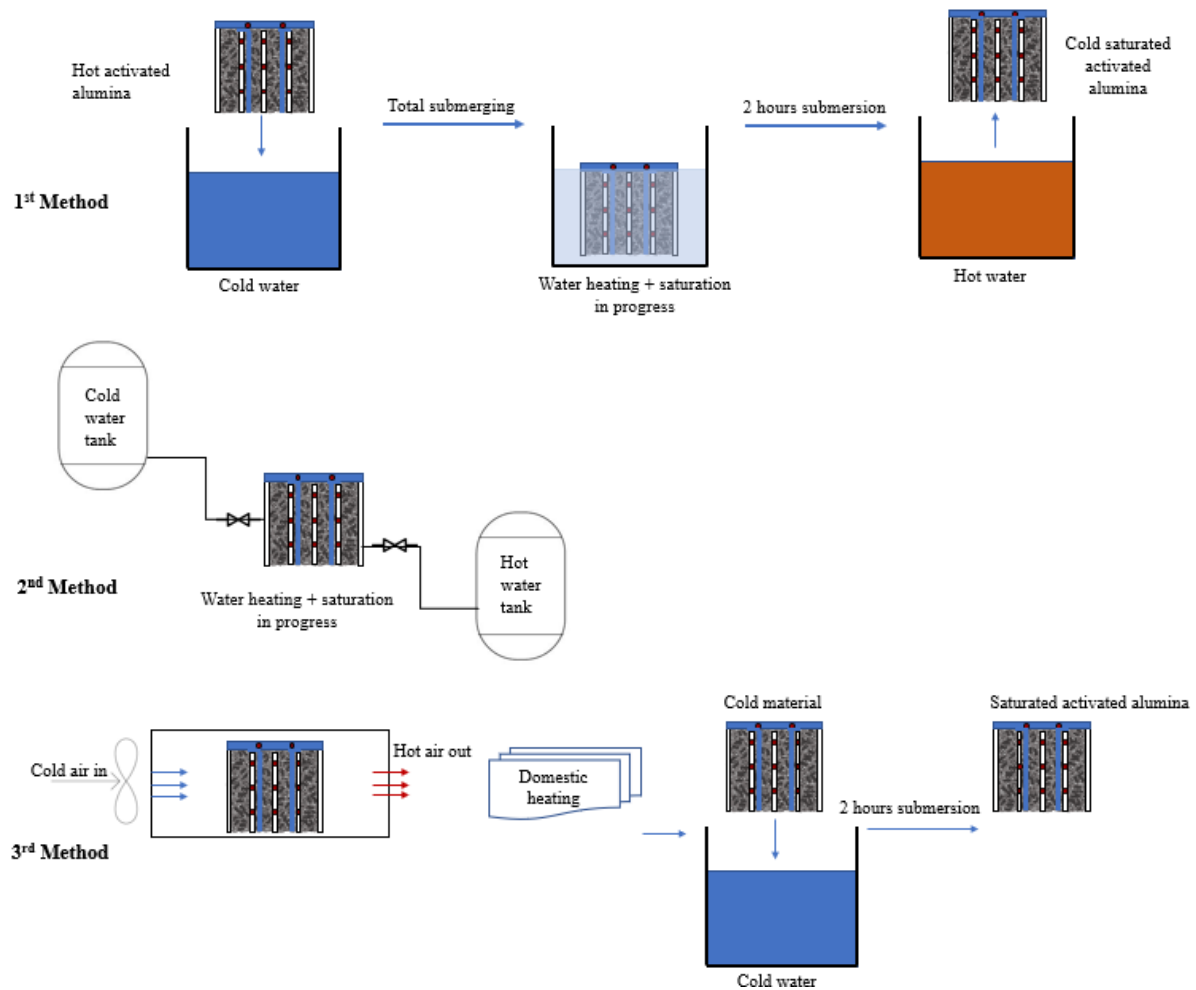 Hot activated
alumina
Total submerging
2 hours submersion
Cold saturated
activated
alumina
1st Method
Cold water
Water heating + saturation
in progress
Hot water
Cold
water
tank
2nd Method
Water heating + saturation
in progress
Hot
water
tank
Cold material
Saturated activated alumina
Cold air in
Hot air out
Domestic
heating
2 hours submersion
3rd Method
Cold water